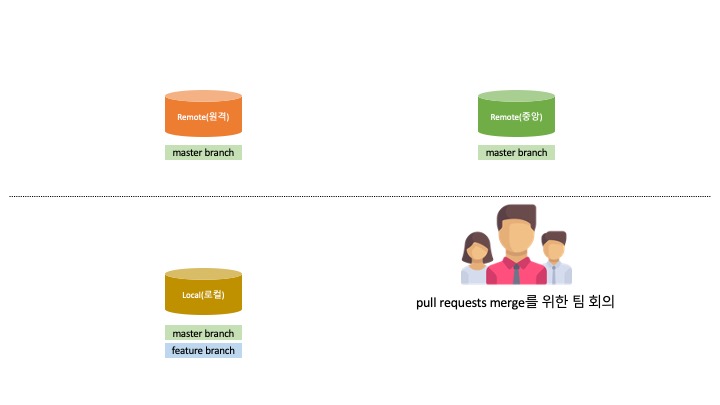 Remote(원격)
master branch
Remote(중앙)
master branch
Local(로컬)
master branch
feature branch
pull requests merge를 위한 팀 회의